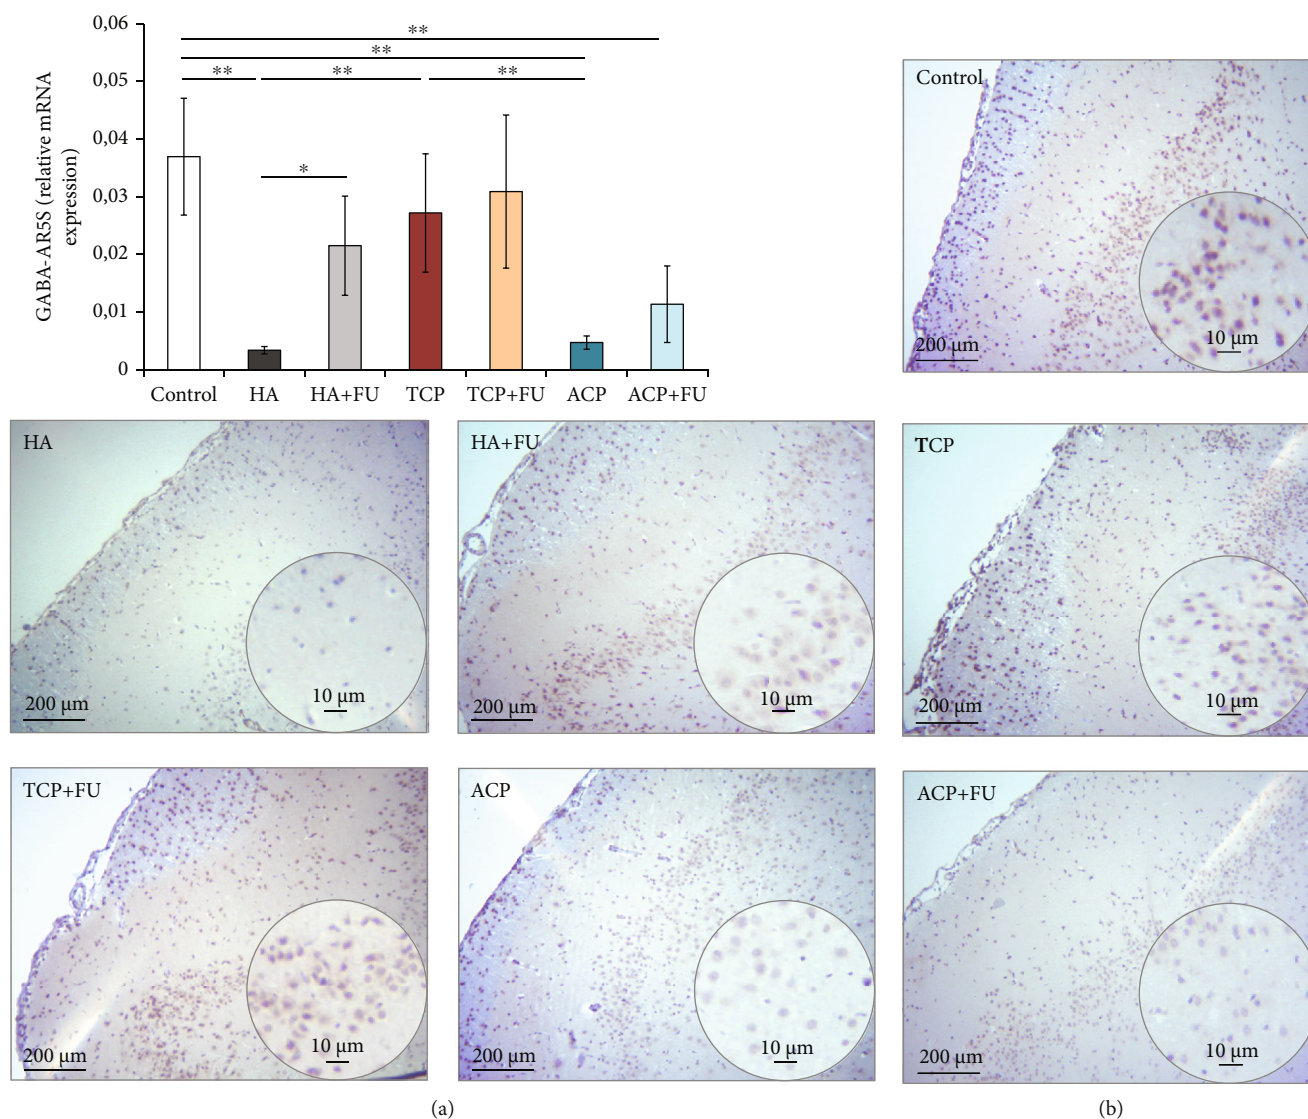 0,06
0,05
0,04
0,03
0,02
0,01
0
GABA-AR5S (relative mRNA
expression)
**
**
** ** **
*
Control HA HA+FU TCP TCP+FU ACP ACP+FU
Control
200 µm
10 µm
HA
200 µm
10 µm
HA+FU
200 µm
10 µm
TCP
200 µm
10 µm
TCP+FU
200 µm
10 µm
ACP
200 µm
10 µm
ACP+FU
200 µm
10 µm
(a) (b)